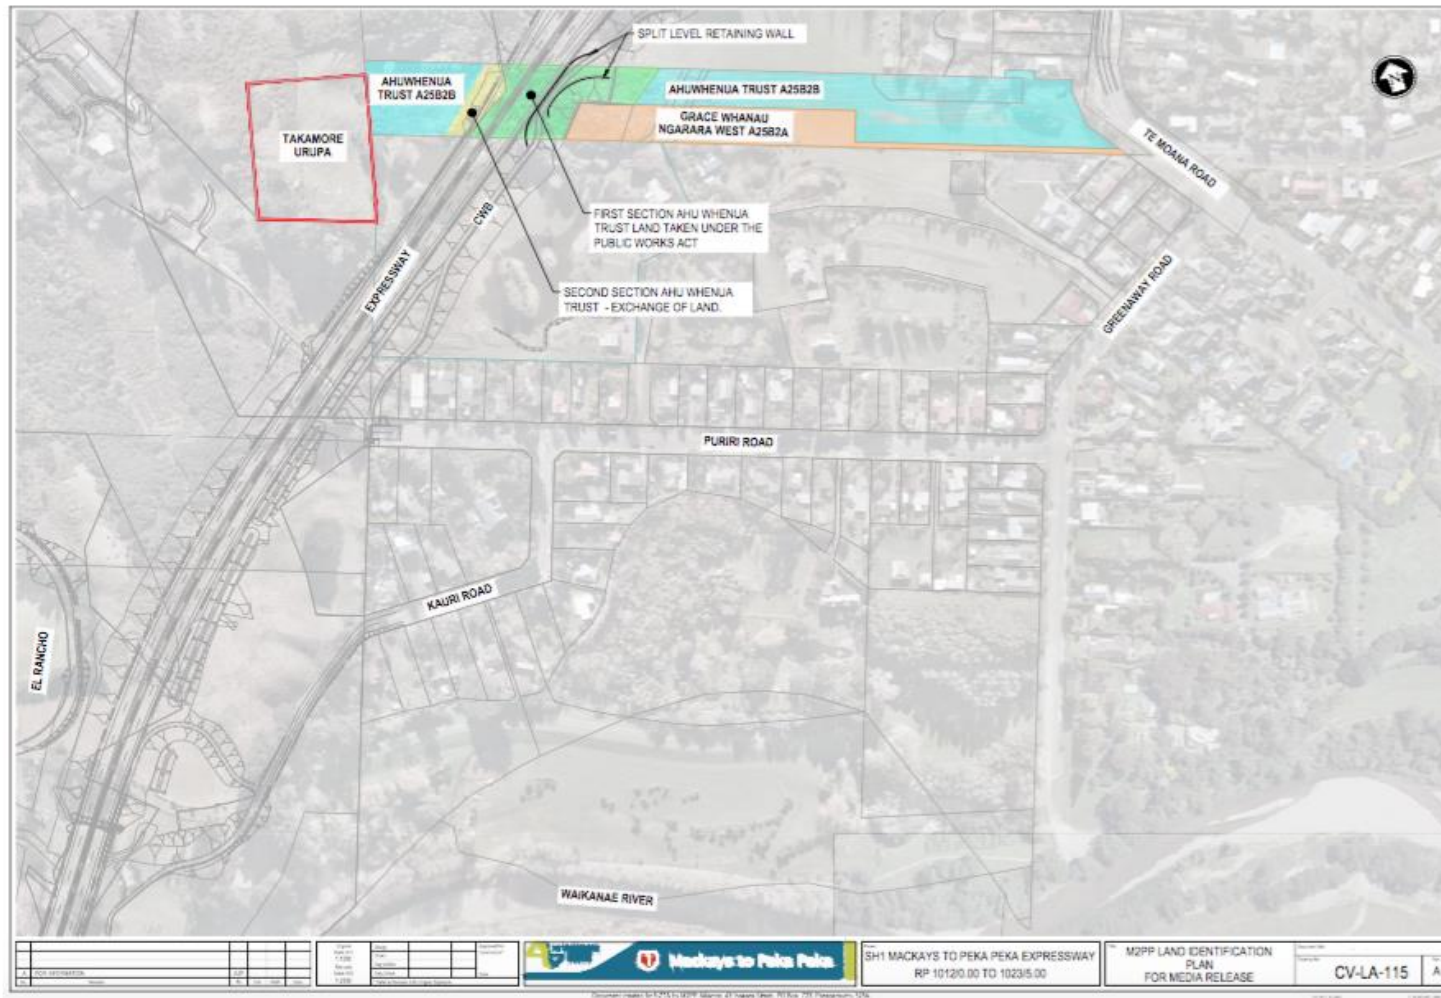 SPLIT LEVEL RETAINING WALL
AHUWHENUA
TRUST A25B2B
AHUWHENUA TRUST A25B2B
GRACE WHANAU
NGARARA WEST A25B2A
TAKAMORE
URUPA
TE MOANA ROAD
CWB
FIRST SECTION AHU WHENUA
TRUST LAND TAKEN UNDER THE
PUBLIC WORKS ACT
EXPRESSWAY
SECOND SECTION AHU WHENUA
TRUST - EXCHANGE OF LAND.
GREENAWAY ROAD
PURIRI ROAD
KAURI ROAD
EL RANCHO
WAIKANAE RIVER
A FOR INFORMATION
Mackays to Peka Peka
SH1 MACKAYS TO PEKA PEKA EXPRESSWAY
RP 1012/0.00 TO 1023/5.00
M2PP LAND IDENTIFICATION
PLAN
FOR MEDIA RELEASE
CV-LA-115
A